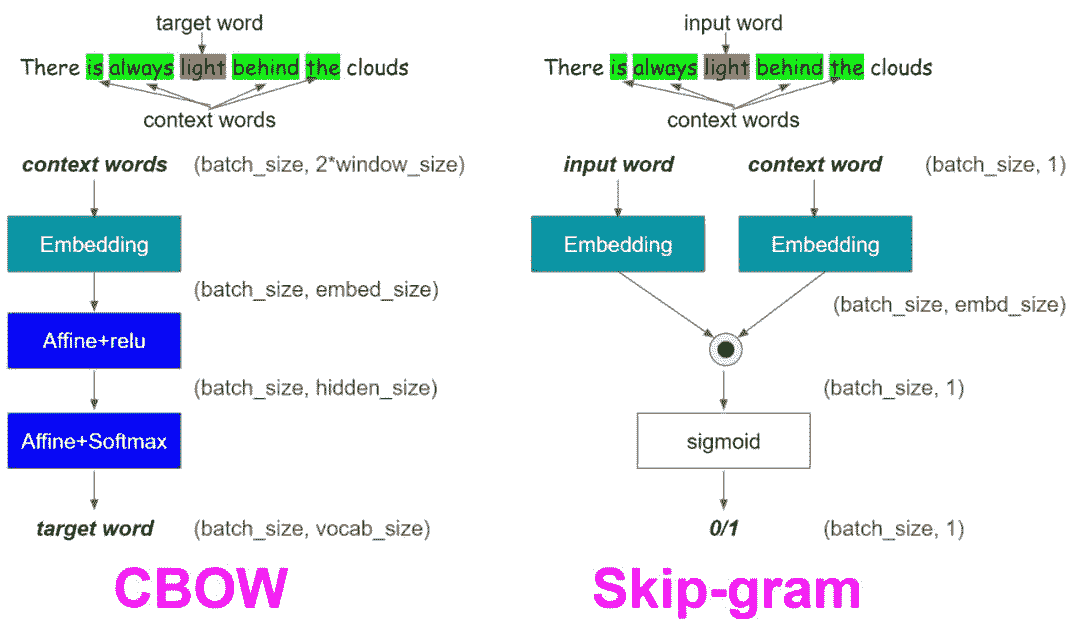 target word
There is always light behind the clouds
context words
context words (batch_size, 2*window_size)
Embedding
(batch_size, embed_size)
Affine+relu
(batch_size, hidden_size)
Affine+Softmax
target word (batch_size, vocab_size)
CBOW
input word
There is always light behind the clouds
context words
input word context word (batch_size, 1)
Embedding Embedding
(batch_size, embd_size)
(batch_size, 1)
sigmoid
0/1 (batch_size, 1)
Skip-gram